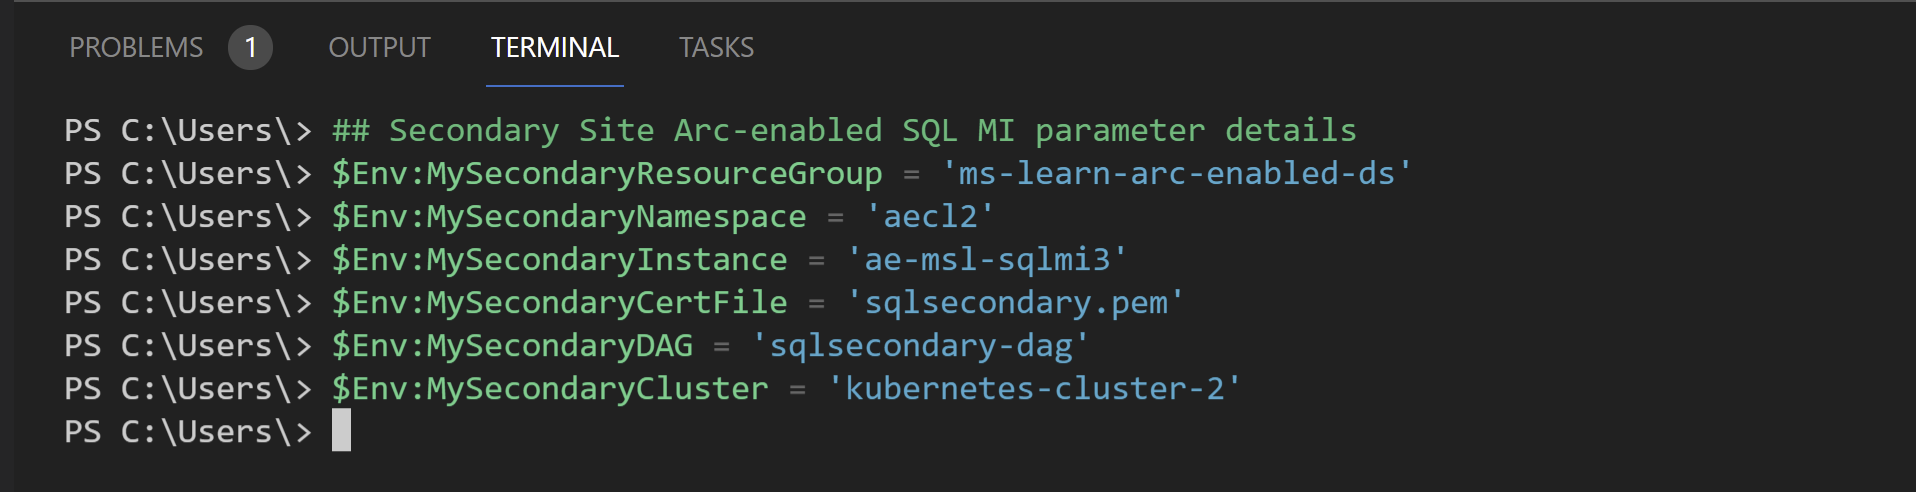 PROBLEMS 1 OUTPUT TERMINAL TASKS
PS C:\Users\> ## Secondary Site Arc-enabled SQL MI parameter details
PS C:\Users\> $Env:MySecondaryResourceGroup = 'ms-learn-arc-enabled-ds'
PS C:\Users\> $Env:MySecondaryNamespace = 'aecl2'
PS C:\Users\> $Env:MySecondaryInstance = 'ae-msl-sqlmi3'
PS C:\Users\> $Env:MySecondaryCertFile = 'sqlsecondary.pem'
PS C:\Users\> $Env:MySecondaryDAG = 'sqlsecondary-dag'
PS C:\Users\> $Env:MySecondaryCluster = 'kubernetes-cluster-2'
PS C:\Users\>